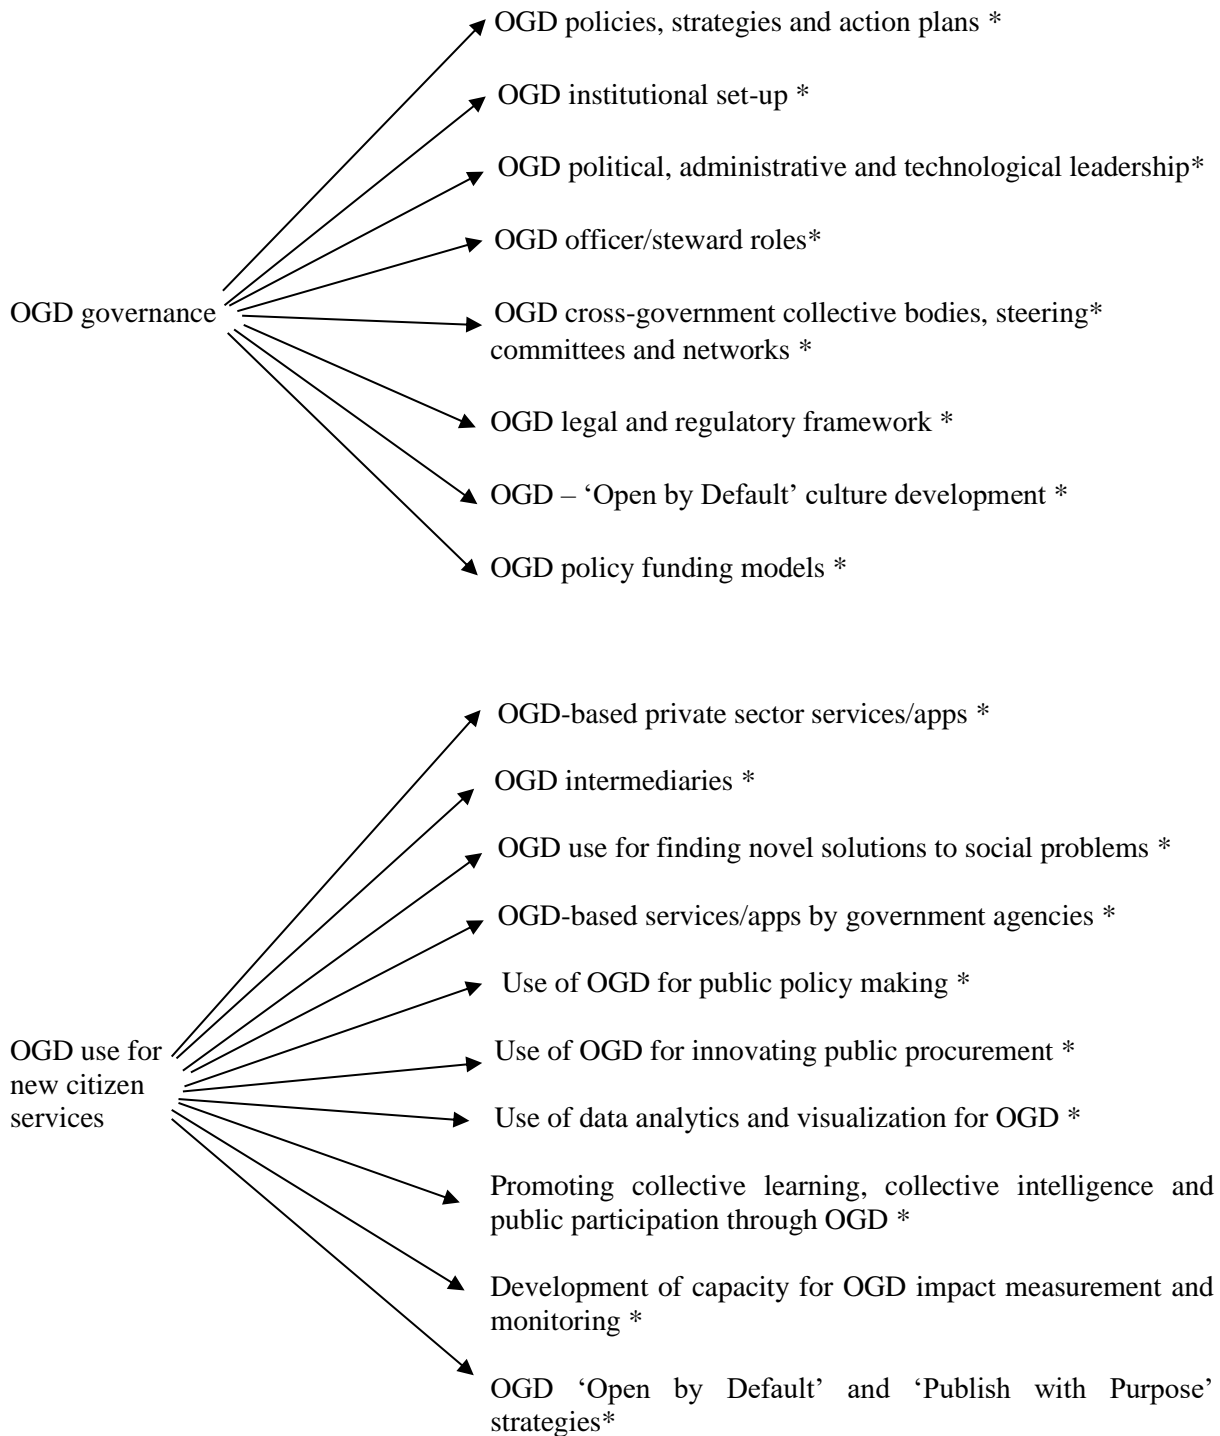 OGD policies, strategies and action plans *
OGD institutional set-up *
OGD political, administrative and technological leadership*
OGD officer/steward roles*
OGD governance
OGD cross-government collective bodies, steering*
committees and networks *
OGD legal and regulatory framework *
OGD – ‘Open by Default’ culture development *
OGD policy funding models *
OGD-based private sector services/apps *
OGD intermediaries *
OGD use for finding novel solutions to social problems *
OGD-based services/apps by government agencies *
Use of OGD for public policy making *
OGD use for
new citizen
services
Use of OGD for innovating public procurement *
Use of data analytics and visualization for OGD *
Promoting collective learning, collective intelligence and
public participation through OGD *
Development of capacity for OGD impact measurement and
monitoring *
OGD ‘Open by Default’ and ‘Publish with Purpose’
strategies*